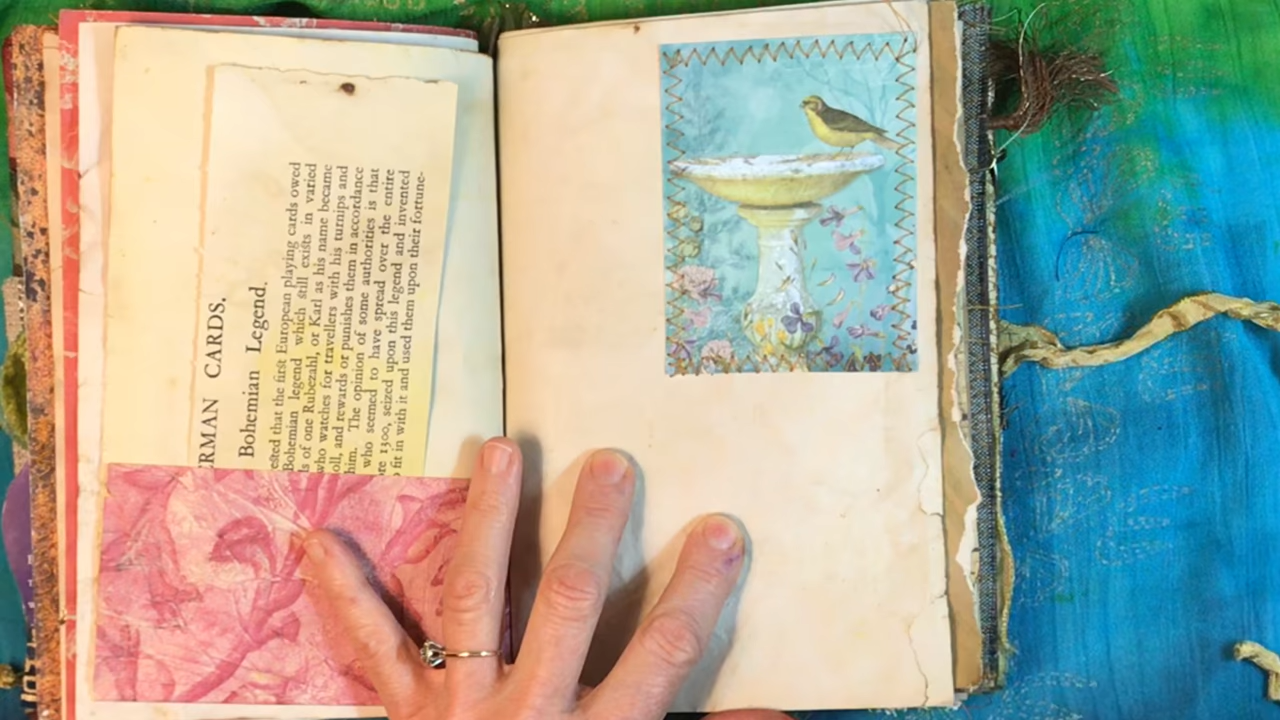 RMAN CARDS.
Bohemian Legend.
ested that the first European playing cards owed
Bohemian legend which still exists in varied
s of one Rubezahl, or Karl as his name became
who watches for travellers with his turnips and
oll, and rewards or punishes them in accordance
him. The opinion of some authorities is that
who seemed to have spread over the entire
re 1300, seized upon this legend and invented
fit in with it and used them upon their fortune-